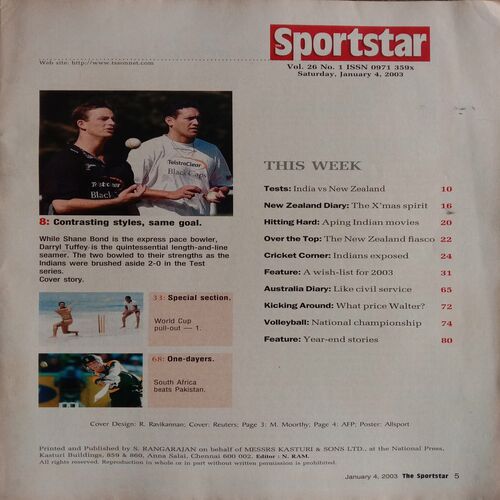 Sportstar
Web site: http://www.tssonnet.com
Vol. 26 No. 1 ISSN 0971 359x
Saturday, January 4, 2003
TelstraClear
Black Caps
TelstraClear
Black Caps
8: Contrasting styles, same goal.
While Shane Bond is the express pace bowler,
Darryl Tuffey is the quintessential length-and-line
seamer. The two bowled to their strengths as the
Indians were brushed aside 2-0 in the Test
series.
Cover story.
33: Special section.
World Cup
pull-out — 1.
68: One-dayers.
South Africa
beats Pakistan.
THIS WEEK
Tests: India vs New Zealand 10
New Zealand Diary: The X'mas spirit 16
Hitting Hard: Aping Indian movies 20
Over the Top: The New Zealand fiasco 22
Cricket Corner: Indians exposed 24
Feature: A wish-list for 2003 31
Australia Diary: Like civil service 65
Kicking Around: What price Walter? 72
Volleyball: National championship 74
Feature: Year-end stories 80
Cover Design: R. Ravikannan; Cover: Reuters; Page 3: M. Moorthy; Page 4: AFP; Poster: Allsport
Printed and Published by S. RANGARAJAN on behalf of MESSRS KASTURI & SONS LTD., at the National Press,
Kasturi Buildings, 859 & 860, Anna Salai, Chennai 600 002. Editor : N. RAM.
All rights reserved. Reproduction in whole or in part without written permission is prohibited.
January 4, 2003 The Sportstar 5